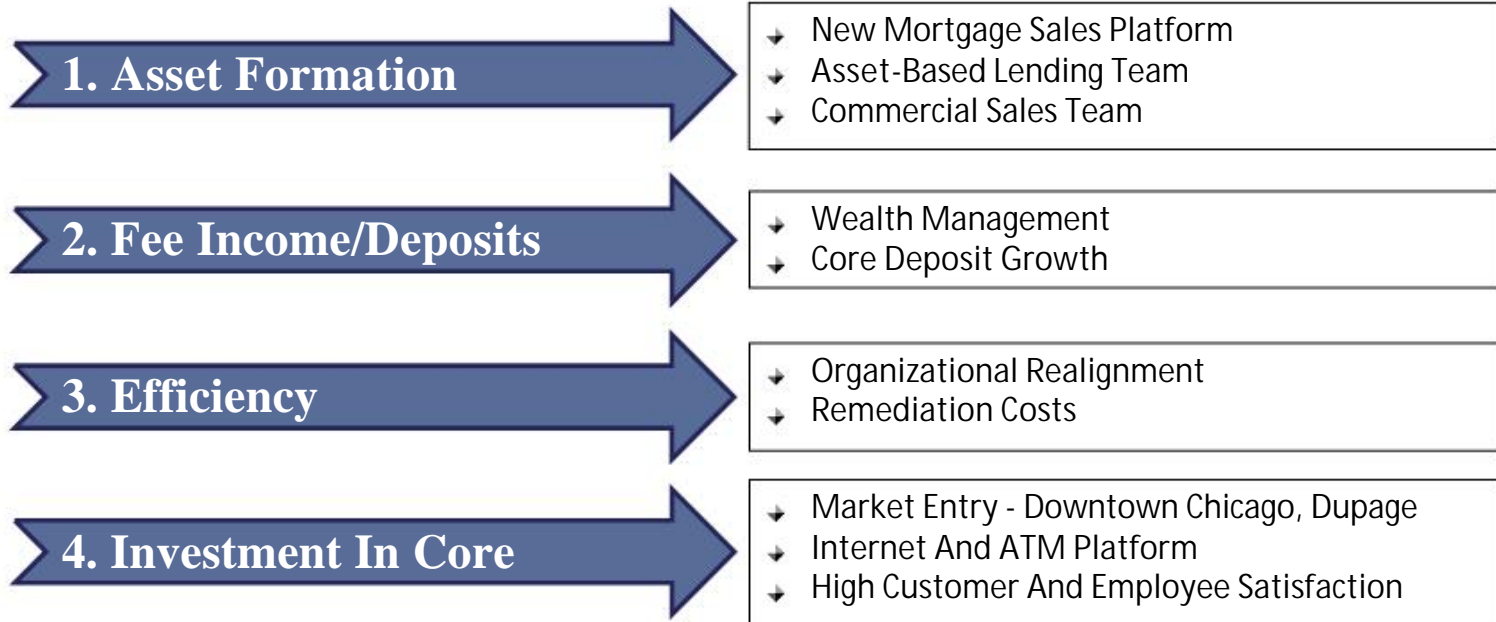 1. Asset Formation
New Mortgage Sales Platform
Asset-Based Lending Team
Commercial Sales Team
2. Fee Income/Deposits
Wealth Management
Core Deposit Growth
3. Efficiency
Organizational Realignment
Remediation Costs
4. Investment In Core
Market Entry - Downtown Chicago, Dupage
Internet And ATM Platform
High Customer And Employee Satisfaction